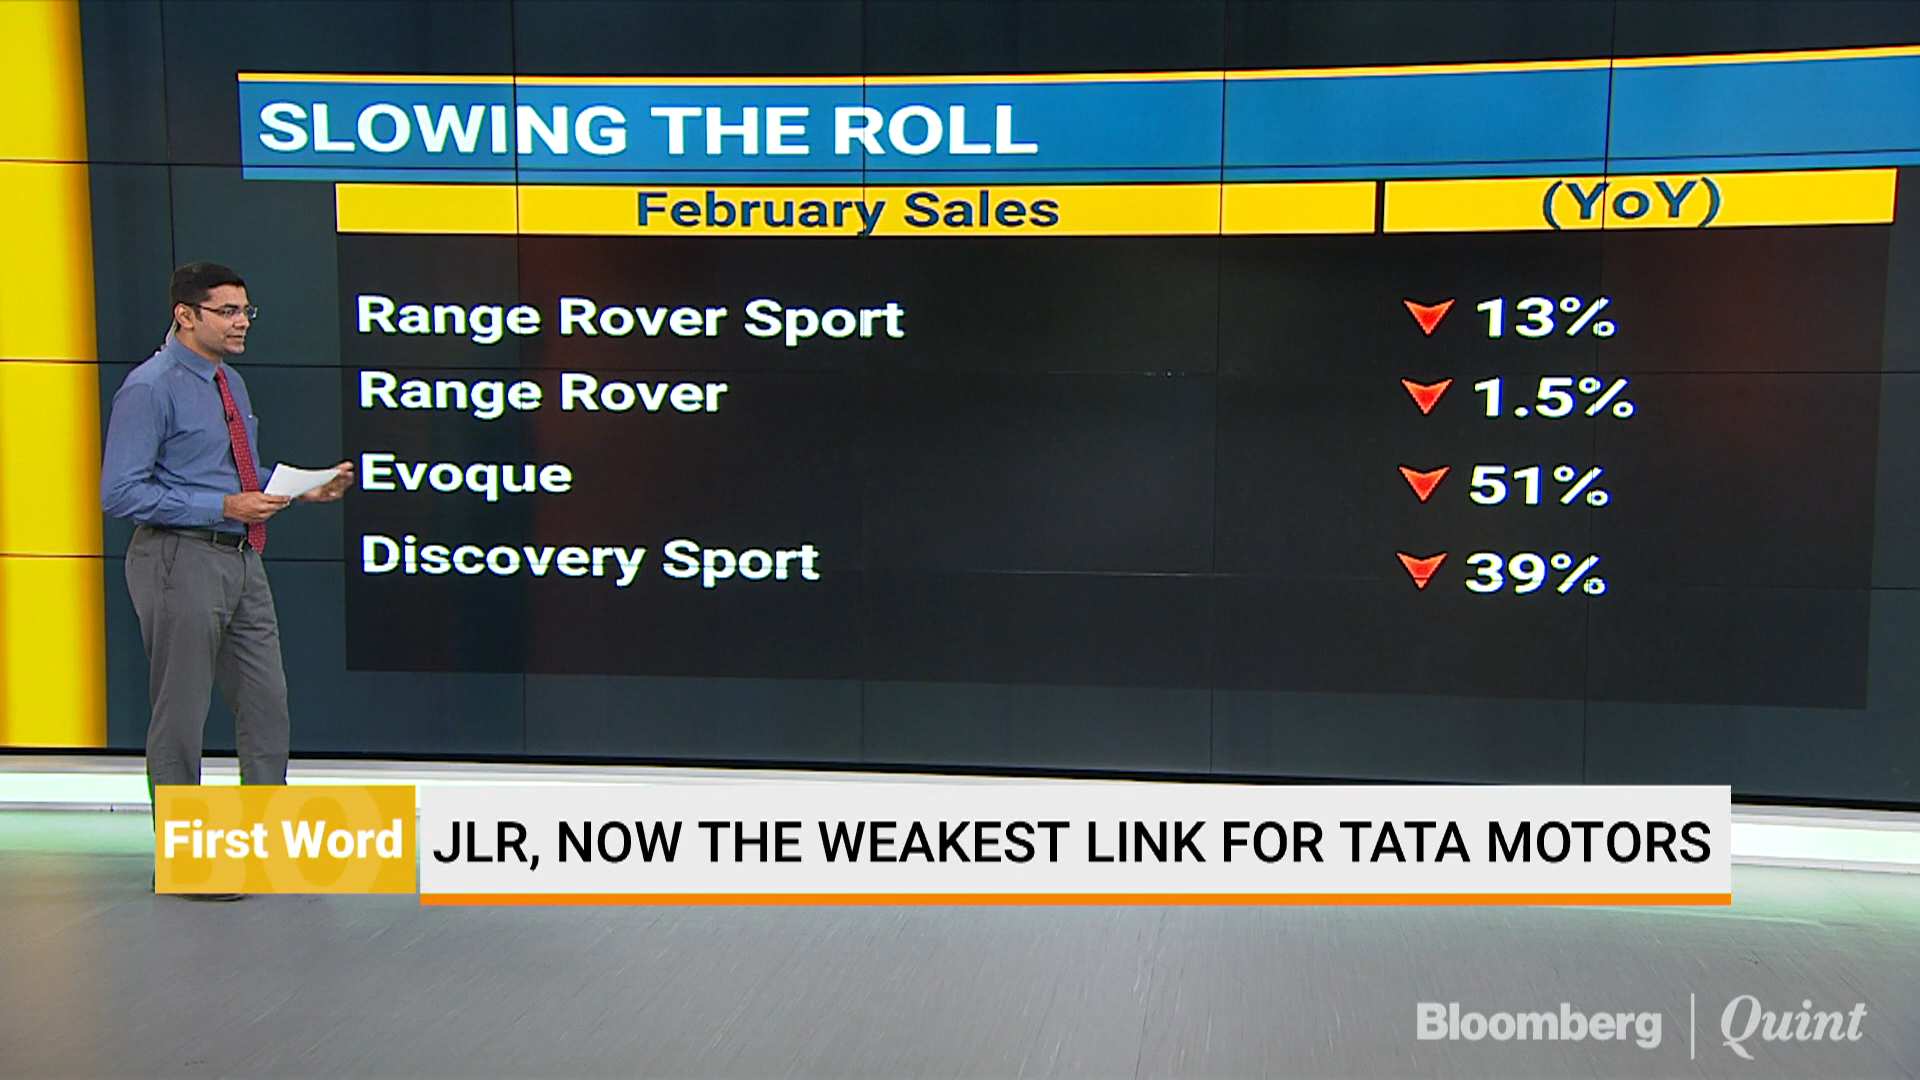 SLOWING THE ROLL
February Sales (YoY)
Range Rover Sport 13%
Range Rover 1.5%
Evoque 51%
Discovery Sport 39%
First Word JLR, NOW THE WEAKEST LINK FOR TATA MOTORS
Bloomberg | Quint